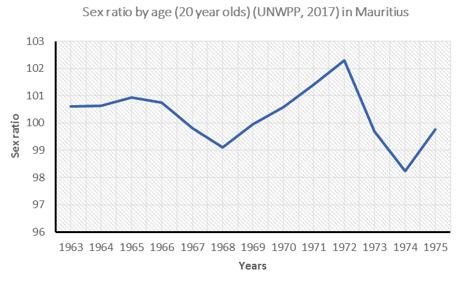 Sex ratio by age (20 year olds) (UNWPP, 2017) in Mauritius
103
102
101
100
99
98
97
96
Sex ratio
1963 1964 1965 1966 1967 1968 1969 1970 1971 1972 1973 1974 1975
Years